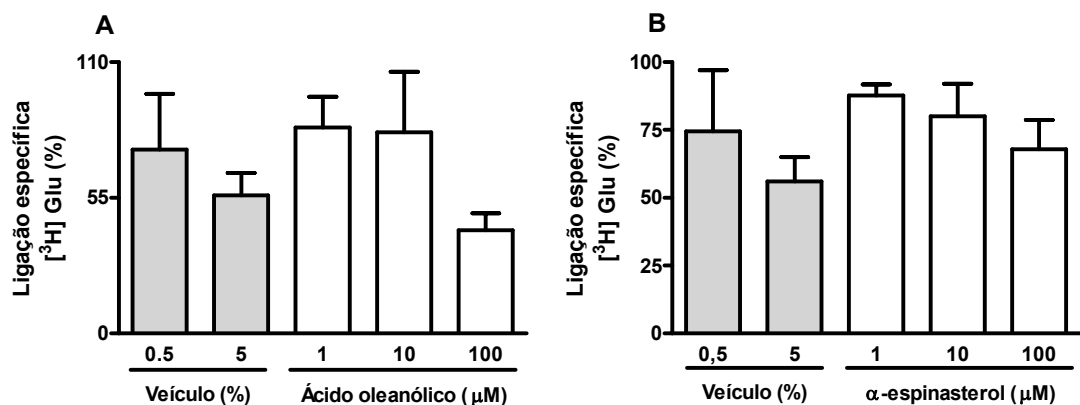 A
Ligação específica
[³H] Glu (%)
110
55
0
0.5 5 1 10 100
Veículo (%) Ácido oleanólico ( μM)
B
Ligação específica
[³H] Glu (%)
100
75
50
25
0
0,5 5 1 10 100
Veículo (%) α-espinasterol ( μM)